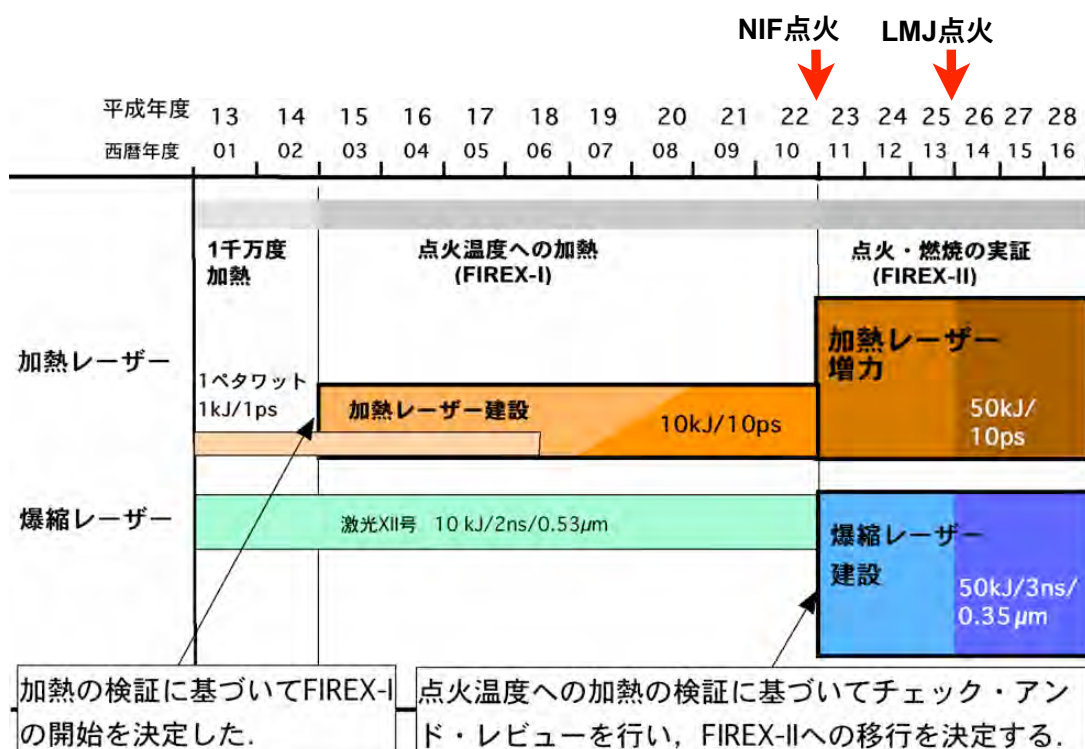 NIF点火 LMJ点火
平成年度 13 14 15 16 17 18 19 20 21 22 23 24 25 26 27 28
西暦年度 01 02 03 04 05 06 07 08 09 10 11 12 13 14 15 16
1千万度
加熱
点火温度への加熱
(FIREX-I)
点火・燃焼の実証
(FIREX-II)
加熱レーザー
1ペタワット
1kJ/1ps
加熱レーザー建設
10kJ/10ps
加熱レーザー
増力
50kJ/
10ps
爆縮レーザー
激光XII号 10 kJ/2ns/0.53μm
爆縮レーザー
建設
50kJ/3ns/
0.35μm
加熱の検証に基づいてFIREX-I
の開始を決定した.
点火温度への加熱の検証に基づいてチェック・アン
ド・レビューを行い, FIREX-IIへの移行を決定する.